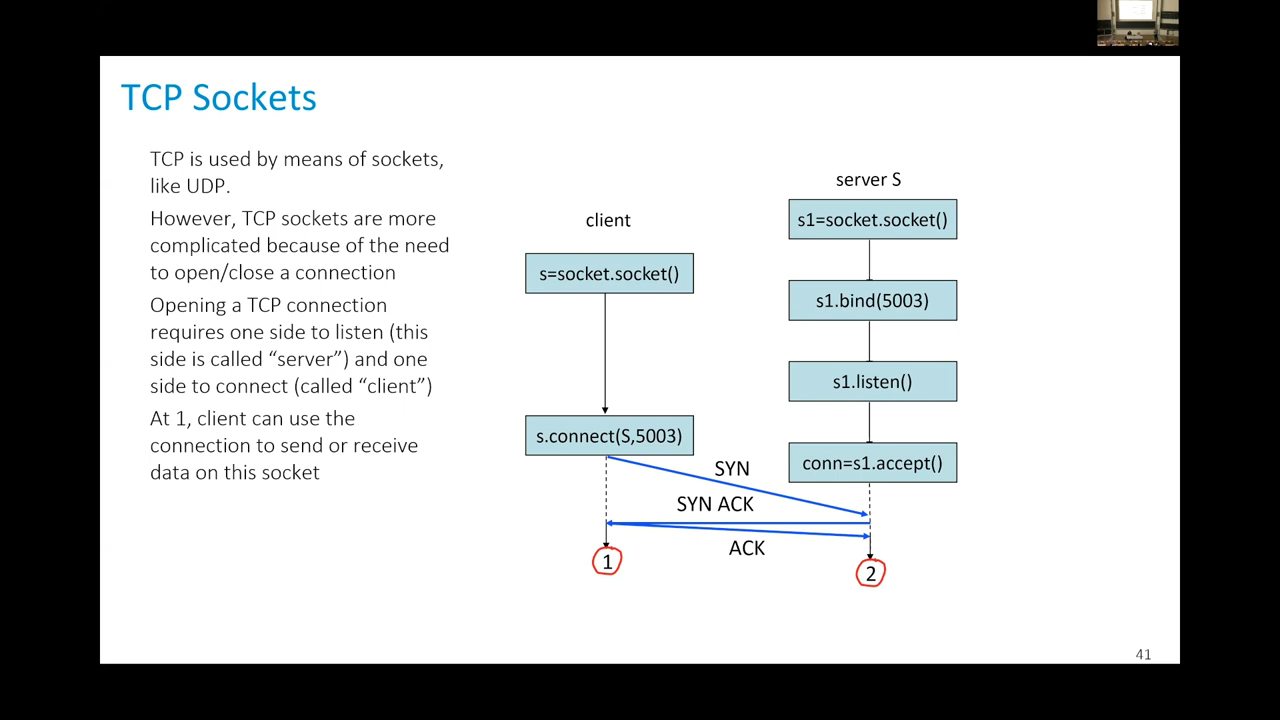 TCP Sockets
TCP is used by means of sockets,
like UDP.
However, TCP sockets are more
complicated because of the need
to open/close a connection
Opening a TCP connection
requires one side to listen (this
side is called “server”) and one
side to connect (called “client”)
At 1, client can use the
connection to send or receive
data on this socket
client
s=socket.socket()
s.connect(S,5003)
server S
s1=socket.socket()
s1.bind(5003)
s1.listen()
conn=s1.accept()
SYN
SYN ACK
ACK
1
2
41